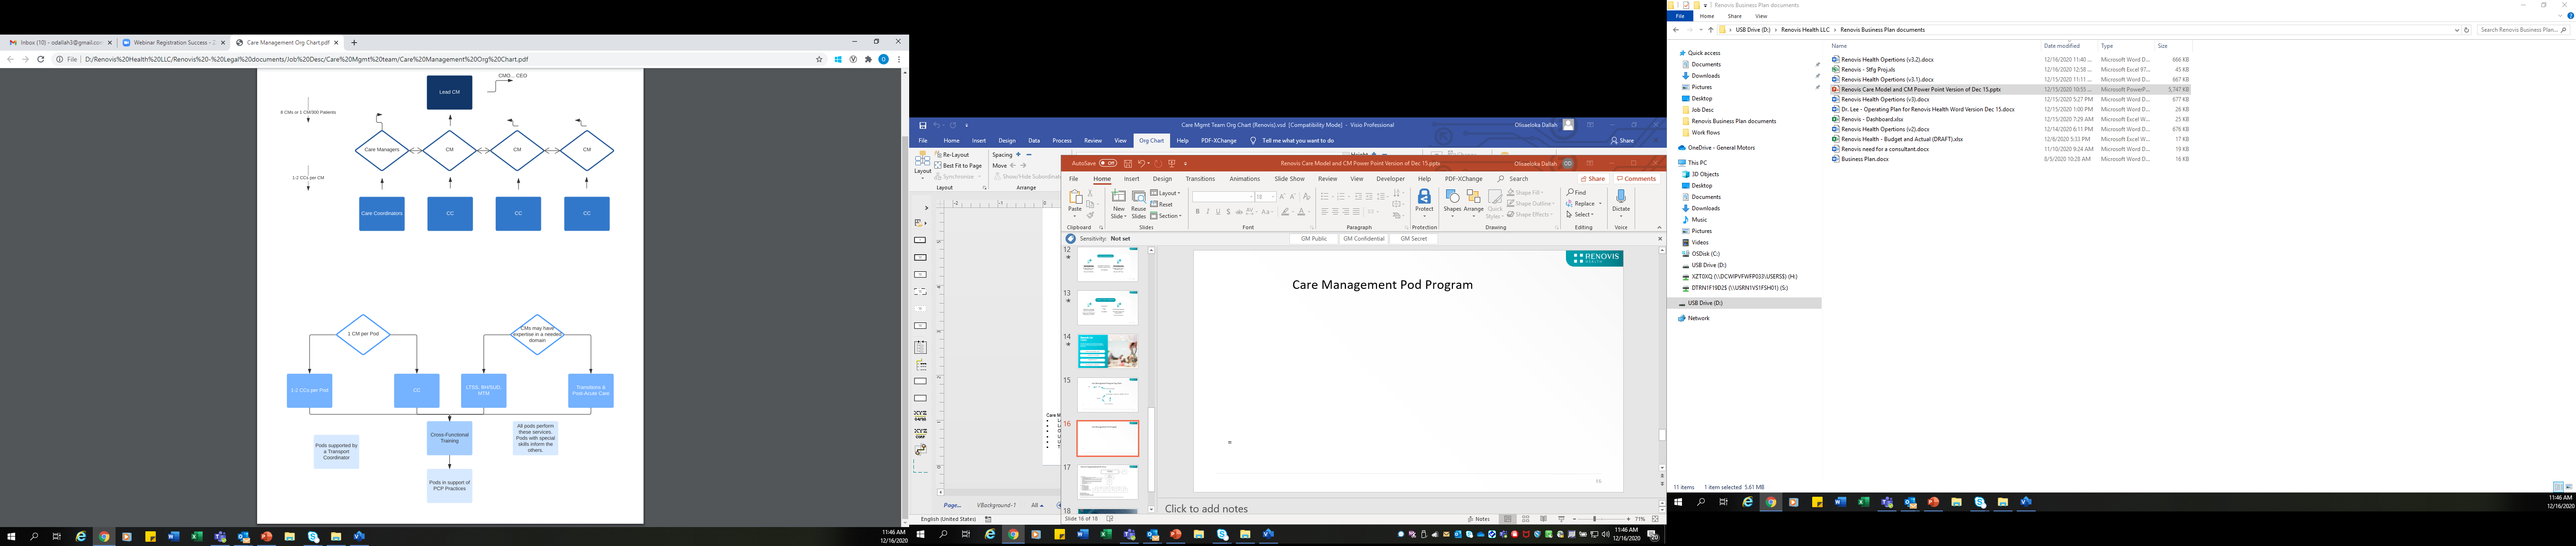 Inbox (10) - odallah3@gmail.co
Webinar Registration Success - Z
Care Management Org Chart.pdf
File
D:/Renovis%20Health%20LLC/Renovis%20-%20Legal%20documents/Job%20Desc/Care%20Mgmt%20team/Care%20Management%20Org%20Chart.pdf
CMO... CEO
Lead CM
Care Managers
CM
CM
CM
1-2 CCs per CM
Care Coordinators
CC
CC
CC
1 CM per Pod
CMs may have
expertise in a needed
domain
1-2 CCs per Pod
CC
LTSS, BH/SUD,
MTM
Transitions &
Post-Acute Care
Cross-Functional
Training
All pods perform
these services.
Pods with special
skills inform the
others.
Pods supported by
a Transport
Coordinator
Pods in support of
PCP Practices
11:46 AM
12/16/2020
Care Mgmt Team Org Chart (Renovis).vsd [Compatibility Mode] - Visio Professional
Olisaeloka Dallah
File Home Insert Design Data Process Review View Org Chart Help PDF-XChange Tell me what you want to do Share
Layout
Re-Layout
Best Fit to Page
Synchronize
Layout
Spacing
Move
Show/Hide Subordinates
Arrange
Page...
VBackground-1
All
English (United States)
AutoSave Off
Renovis Care Model and CM Power Point Version of Dec 15.pptx
Olisaeloka Dallah OD
File Home Insert Design Transitions Animations Slide Show Review View Developer Help PDF-XChange Search Share Comments
Paste
Clipboard
New
Slide
Reuse
Slides
Layout
Reset
Section
Slides
Font
Paragraph
Protect
Protection
Shapes
Arrange
Quick
Styles
Shape Fill
Shape Outline
Shape Effects
Drawing
Find
Replace
Select
Editing
Dictate
Voice
Sensitivity: Not set
GM Public
GM Confidential
GM Secret
12
13
14
15
16
17
18
RENOVIS
Care Management Pod Program
16
Click to add notes
Slide 16 of 18
Notes
71%
11:46 AM
12/16/2020
Renovis Business Plan documents
File Home Share View
USB Drive (D:) Renovis Health LLC Renovis Business Plan documents
Search Renovis Business Plan...
Quick access
Documents
Downloads
Pictures
Desktop
Job Desc
Renovis Business Plan documents
Work flows
OneDrive - General Motors
This PC
3D Objects
Desktop
Documents
Downloads
Music
Pictures
Videos
OSDisk (C:)
USB Drive (D:)
USB Drive (D:)
Network
Name Date modified Type Size
Renovis Health Opertions (v3.2).docx 12/16/2020 11:40 ... Microsoft Word D... 666 KB
Renovis - Stfg Proj.xls 12/16/2020 12:58 ... Microsoft Excel 97... 45 KB
Renovis Health Opertions (v3.1).docx 12/15/2020 11:11 ... Microsoft Word D... 667 KB
Renovis Care Model and CM Power Point Version of Dec 15.pptx 12/15/2020 10:55 ... Microsoft PowerP... 5,747 KB
Renovis Health Opertions (v3).docx 12/15/2020 5:27 PM Microsoft Word D... 677 KB
Dr. Lee - Operating Plan for Renovis Health Word Version Dec 15.docx 12/15/2020 1:00 PM Microsoft Word D... 26 KB
Renovis - Dashboard.xlsx 12/15/2020 7:29 AM Microsoft Excel W... 25 KB
Renovis Health Opertions (v2).docx 12/14/2020 6:11 PM Microsoft Word D... 676 KB
Renovis Health - Budget and Actual (DRAFT).xlsx 12/6/2020 5:33 PM Microsoft Excel W... 17 KB
Renovis need for a consultant.docx 11/10/2020 9:24 AM Microsoft Word D... 19 KB
Business Plan.docx 8/5/2020 10:28 AM Microsoft Word D... 16 KB
11 items 1 item selected 5.61 MB
11:46 AM
12/16/2020